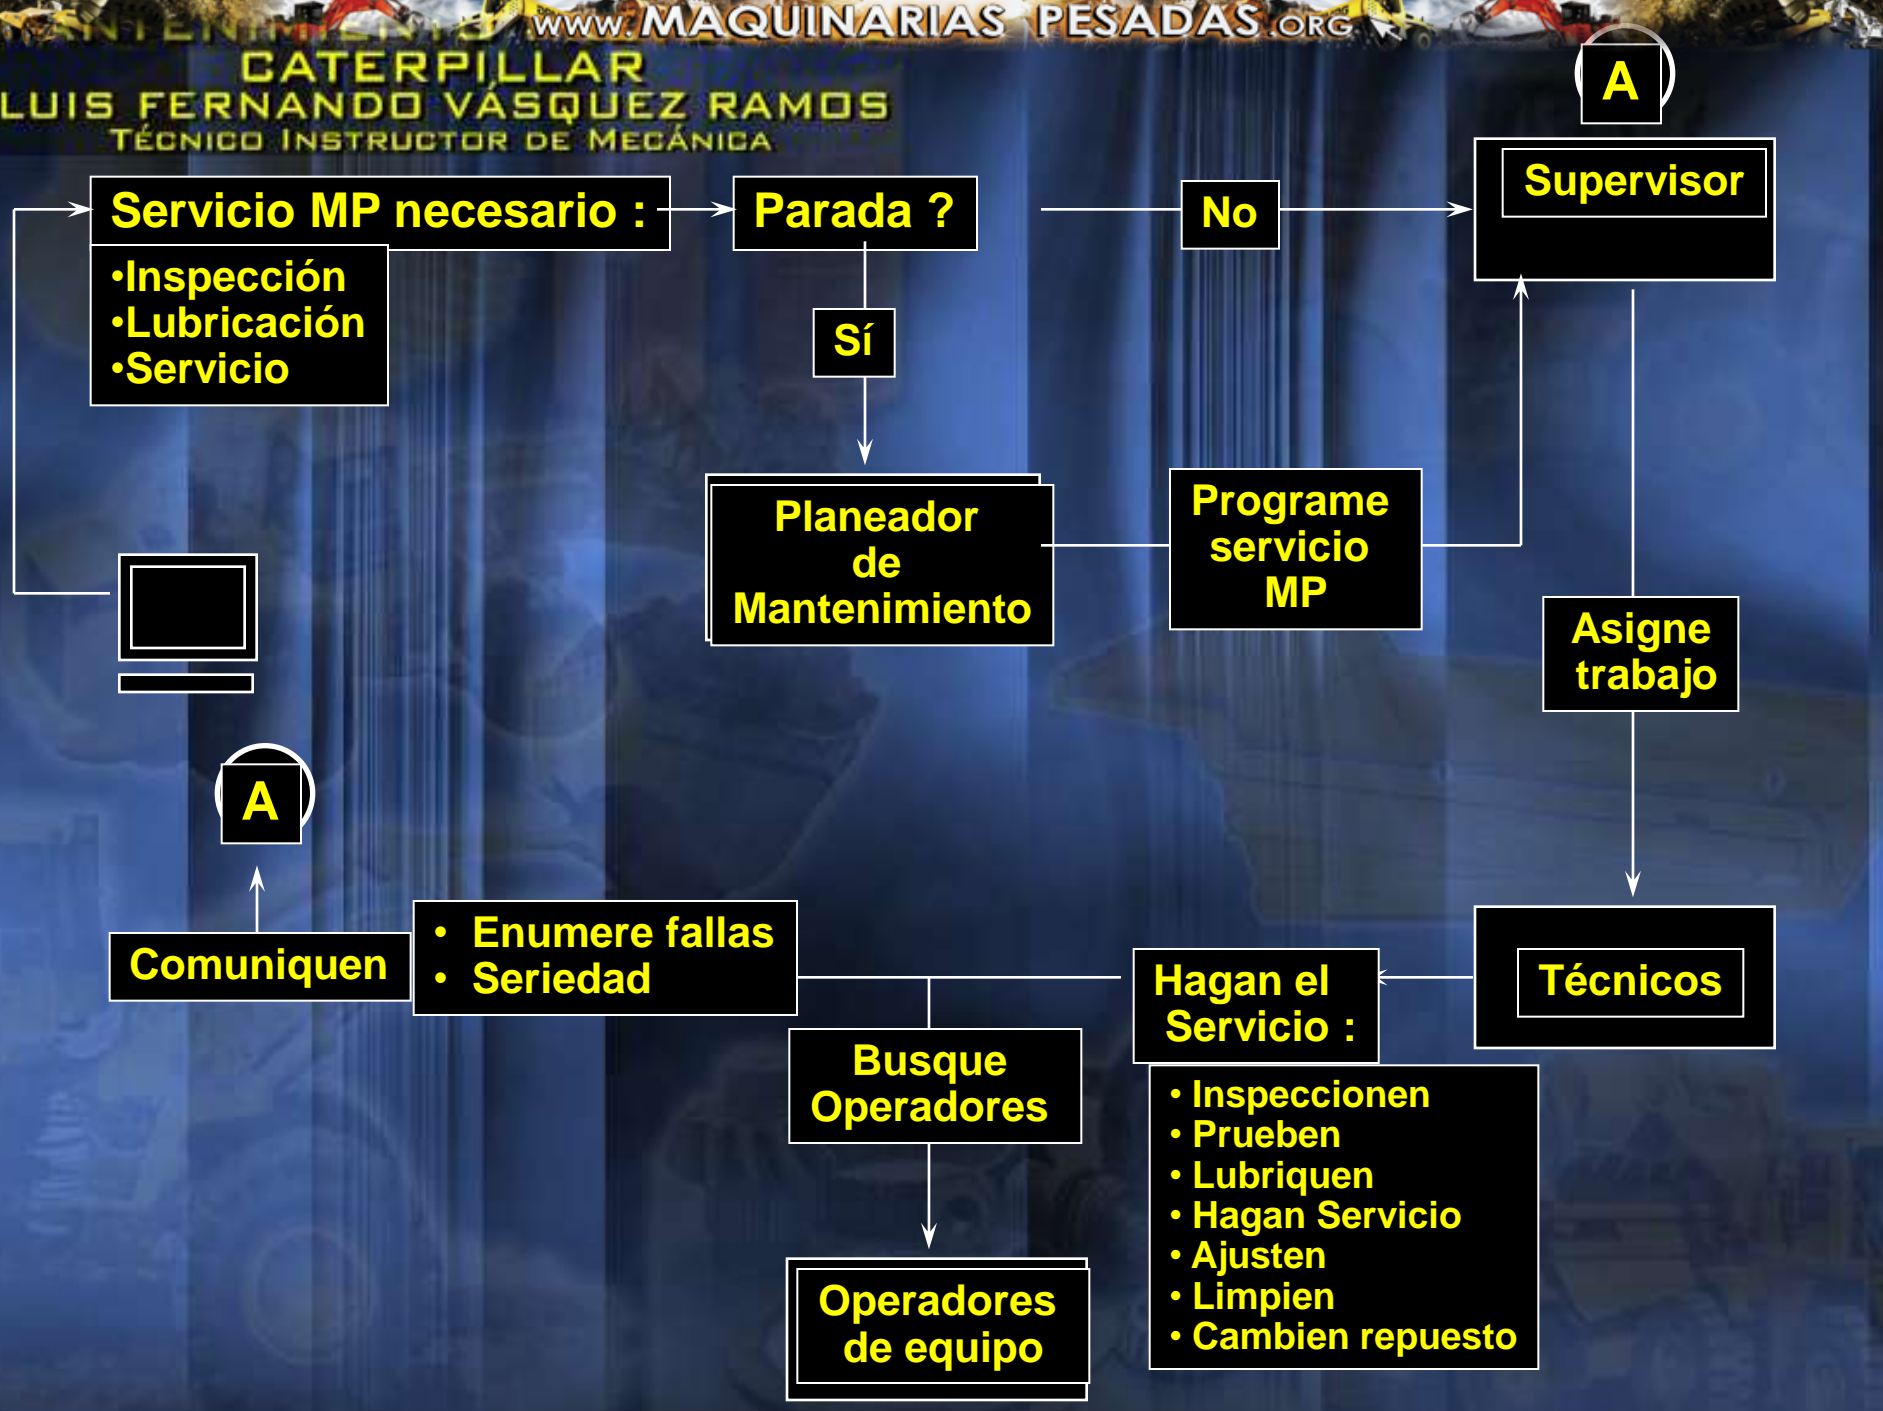 WWW.MAQUINARIAS PESADAS.ORG
MANTENIMIENTO
CATERPILLAR
LUIS FERNANDO VÁSQUEZ RAMOS
TÉCNICO INSTRUCTOR DE MECÁNICA
A
Supervisor
Servicio MP necesario :
Parada ?
No
•Inspección
•Lubricación
•Servicio
Sí
Planeador
de
Mantenimiento
Programe
servicio
MP
Asigne
trabajo
A
Comuniquen
• Enumere fallas
• Seriedad
Busque
Operadores
Hagan el
Servicio :
Técnicos
• Inspeccionen
• Prueben
• Lubriquen
• Hagan Servicio
• Ajusten
• Limpien
• Cambien repuesto
Operadores
de equipo